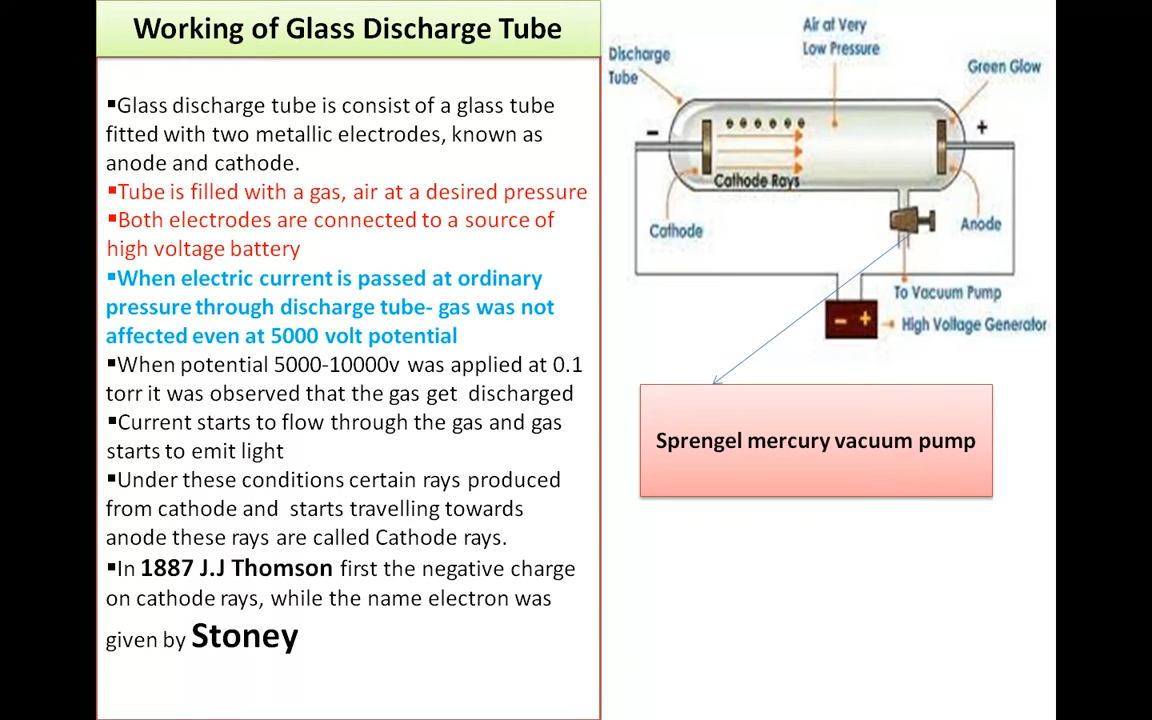 Working of Glass Discharge Tube
▪Glass discharge tube is consist of a glass tube
fitted with two metallic electrodes, known as
anode and cathode.
▪Tube is filled with a gas, air at a desired pressure
▪Both electrodes are connected to a source of
high voltage battery
▪When electric current is passed at ordinary
pressure through discharge tube- gas was not
affected even at 5000 volt potential
▪When potential 5000-10000v was applied at 0.1
torr it was observed that the gas get discharged
▪Current starts to flow through the gas and gas
starts to emit light
▪Under these conditions certain rays produced
from cathode and starts travelling towards
anode these rays are called Cathode rays.
▪In 1887 J.J Thomson first the negative charge
on cathode rays, while the name electron was
given by Stoney
Air at Very
Low Pressure
Discharge
Tube
Green Glow
−
+
Cathode Rays
Cathode
Anode
To Vacuum Pump
− +
High Voltage Generator
Sprengel mercury vacuum pump